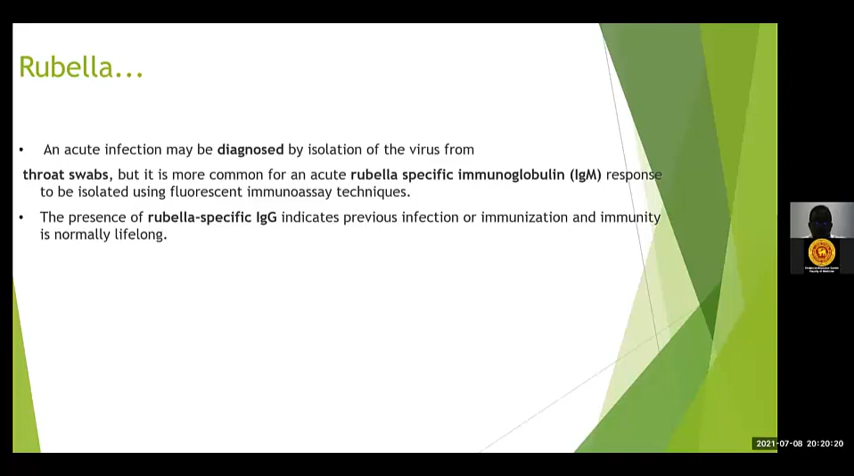 Rubella...
• An acute infection may be diagnosed by isolation of the virus from
throat swabs, but it is more common for an acute rubella specific immunoglobulin (IgM) response
to be isolated using fluorescent immunoassay techniques.
• The presence of rubella-specific IgG indicates previous infection or immunization and immunity
is normally lifelong.
2021-07-08 20:20:20